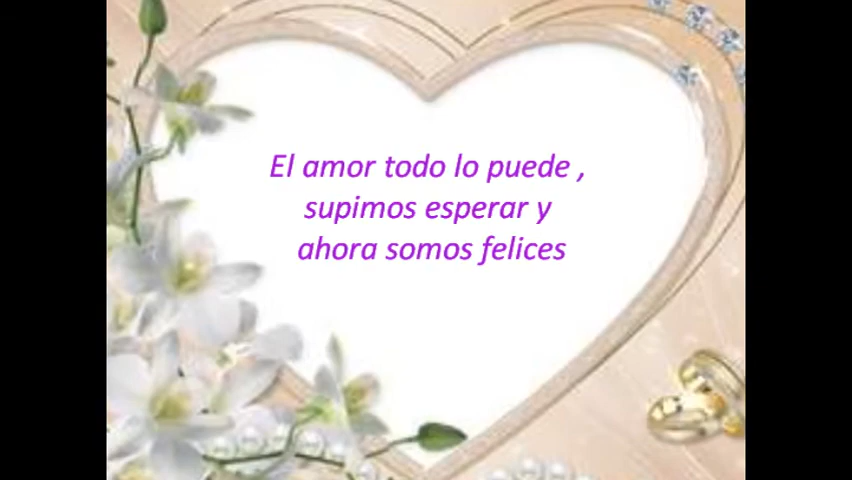 El amor todo lo puede ,
supimos esperar y
ahora somos felices